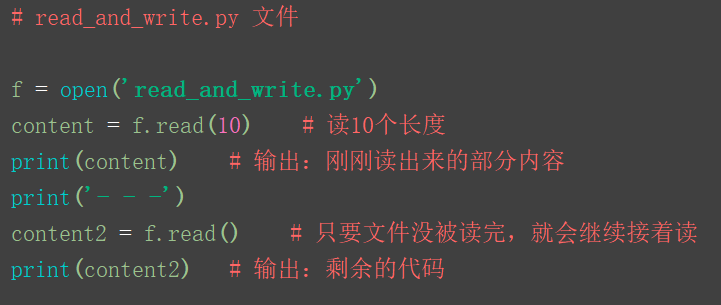 # read_and_write.py 文件
f = open('read_and_write.py')
content = f.read(10)    # 读10个长度
print(content)    # 输出：刚刚读出来的部分内容
print('- - -')
content2 = f.read()    # 只要文件没被读完，就会继续接着读
print(content2)   # 输出：剩余的代码